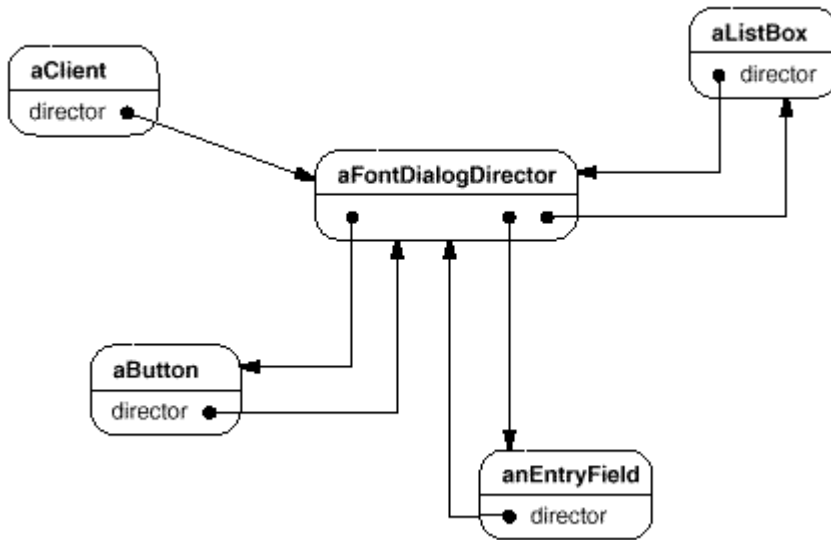 aListBox
director
aClient
director
aFontDialogDirector
aButton
director
anEntryField
director